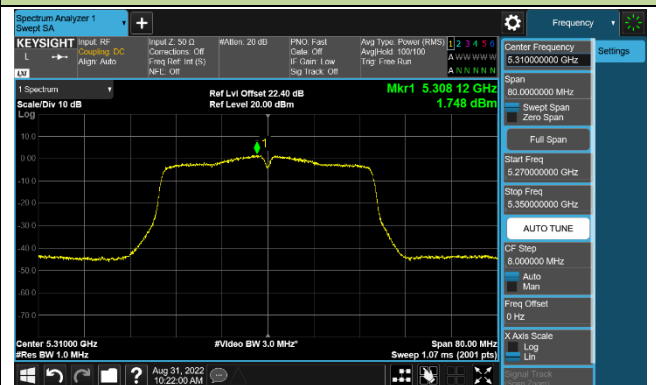 Spectrum Analyzer 1
Swept SA
+
Frequency
KEYSIGHT
L
LXI
Input: RF
Coupling: DC
Align: Auto
Input Z: 50 Ω
Corrections: Off
Freq Ref: Int (S)
NFE: Off
#Atten: 20 dB
PNO: Fast
Gate: Off
IF Gain: Low
Sig Track: Off
Avg Type: Power (RMS)
Avg|Hold: 100/100
Trig: Free Run
1 2 3 4 5 6
A W W W W W
A N N N N N
1 Spectrum
Scale/Div 10 dB
Log
Ref Lvl Offset 22.40 dB
Ref Level 20.00 dBm
Mkr1 5.308 12 GHz
1.748 dBm
10.0
0.00
-10.0
-20.0
-30.0
-40.0
-50.0
-60.0
-70.0
1
Center 5.31000 GHz
#Res BW 1.0 MHz
#Video BW 3.0 MHz*
Span 80.00 MHz
Sweep 1.07 ms (2001 pts)
Aug 31, 2022
10:22:00 AM
?
Center Frequency
5.310000000 GHz
Settings
Span
80.0000000 MHz
Swept Span
Zero Span
Full Span
Start Freq
5.270000000 GHz
Stop Freq
5.350000000 GHz
AUTO TUNE
CF Step
8.000000 MHz
Auto
Man
Freq Offset
0 Hz
X Axis Scale
Log
Lin
Signal Track
(Span Zoom)